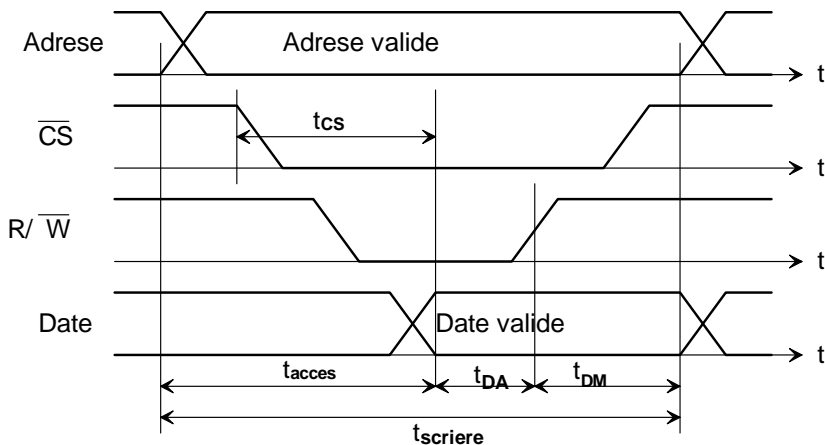 Adrese
Adrese valide
t
CS
tcs
t
R/ W
t
Date
Date valide
t
tacces
tDA
tDM
tscriere